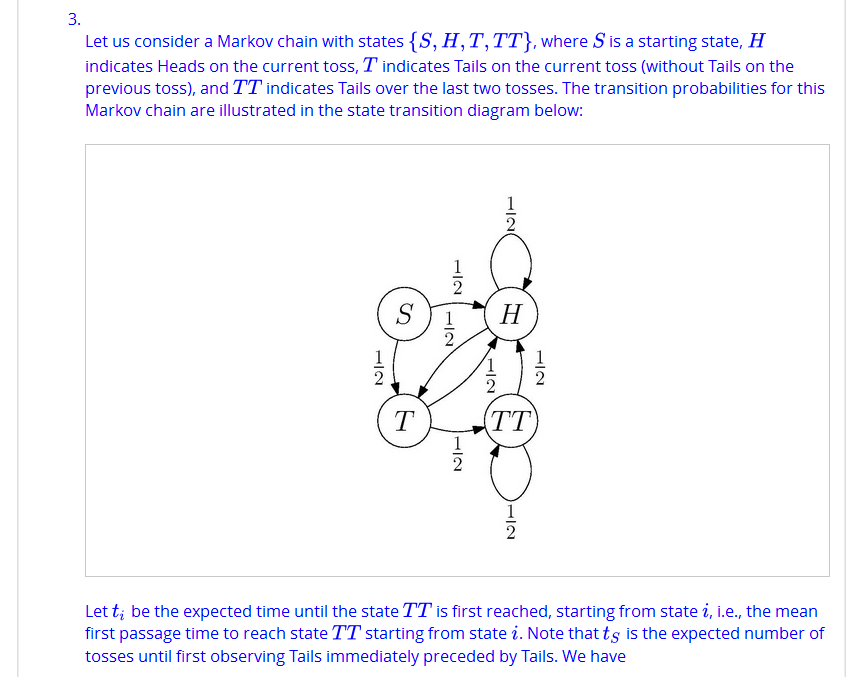 3.
Let us consider a Markov chain with states {S, H, T, TT}, where S is a starting state, H
indicates Heads on the current toss, T indicates Tails on the current toss (without Tails on the
previous toss), and TT indicates Tails over the last two tosses. The transition probabilities for this
Markov chain are illustrated in the state transition diagram below:
1/2
1/2
S
1/2
H
1/2
1/2
1/2
T
TT
1/2
1/2
Let tᵢ be the expected time until the state TT is first reached, starting from state i, i.e., the mean
first passage time to reach state TT starting from state i. Note that t_S is the expected number of
tosses until first observing Tails immediately preceded by Tails. We have